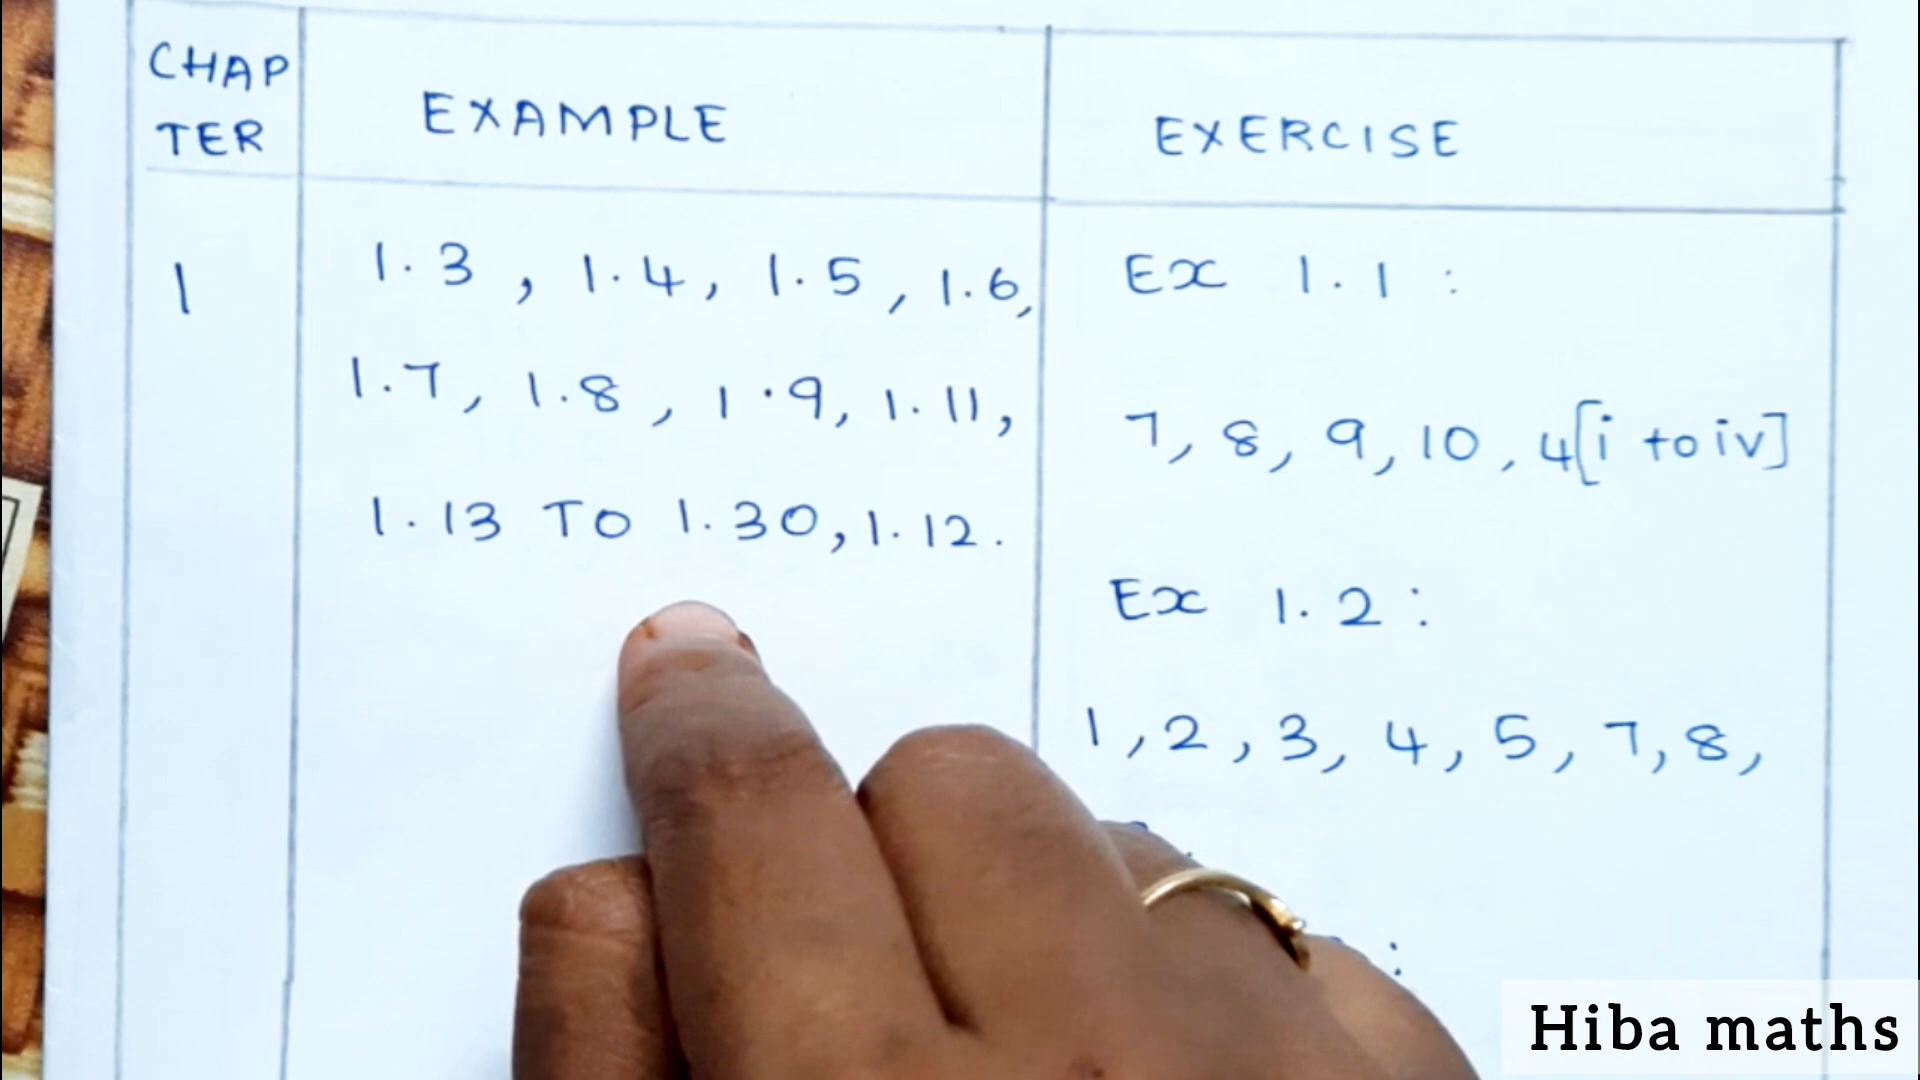 CHAP
TER
EXAMPLE
EXERCISE
1
1.3, 1.4, 1.5, 1.6,
1.7, 1.8, 1.9, 1.11,
1.13 TO 1.30, 1.12.
Ex 1.1 :
7, 8, 9, 10, 4[i to iv]
Ex 1.2 :
1, 2, 3, 4, 5, 7, 8,
Hiba maths